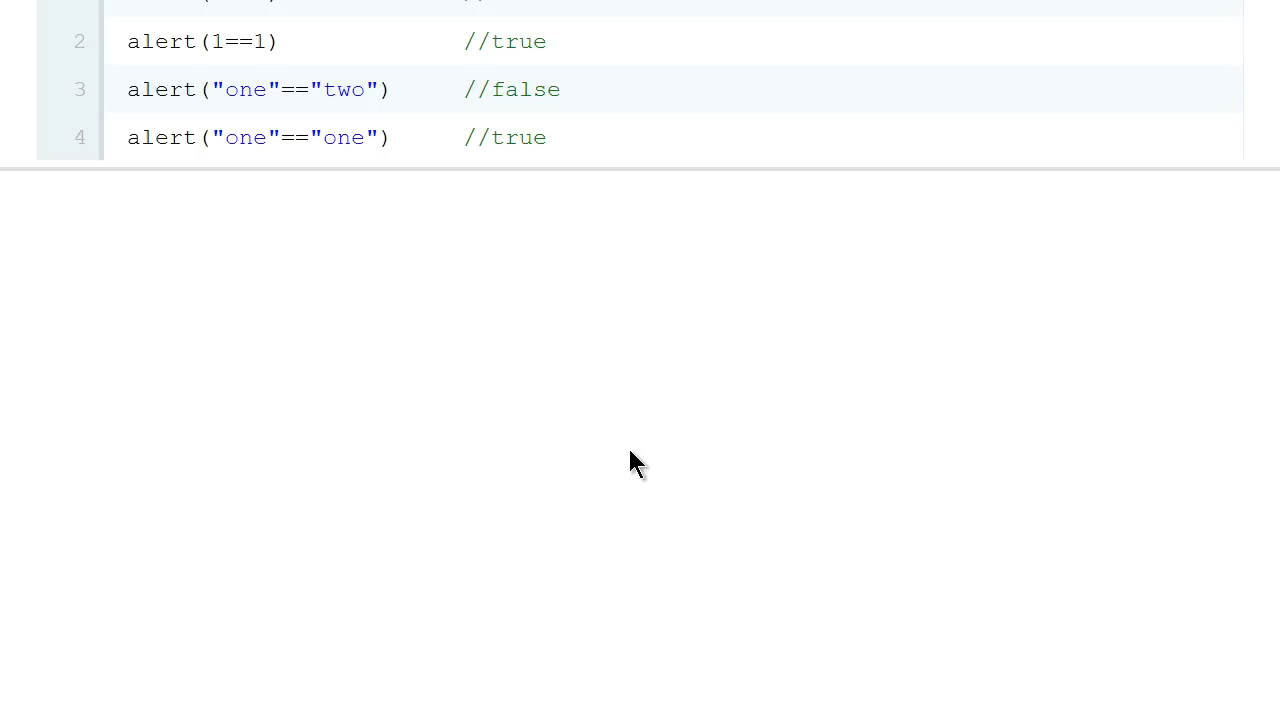 2 alert(1==1) //true
3 alert("one"=="two") //false
4 alert("one"=="one") //true